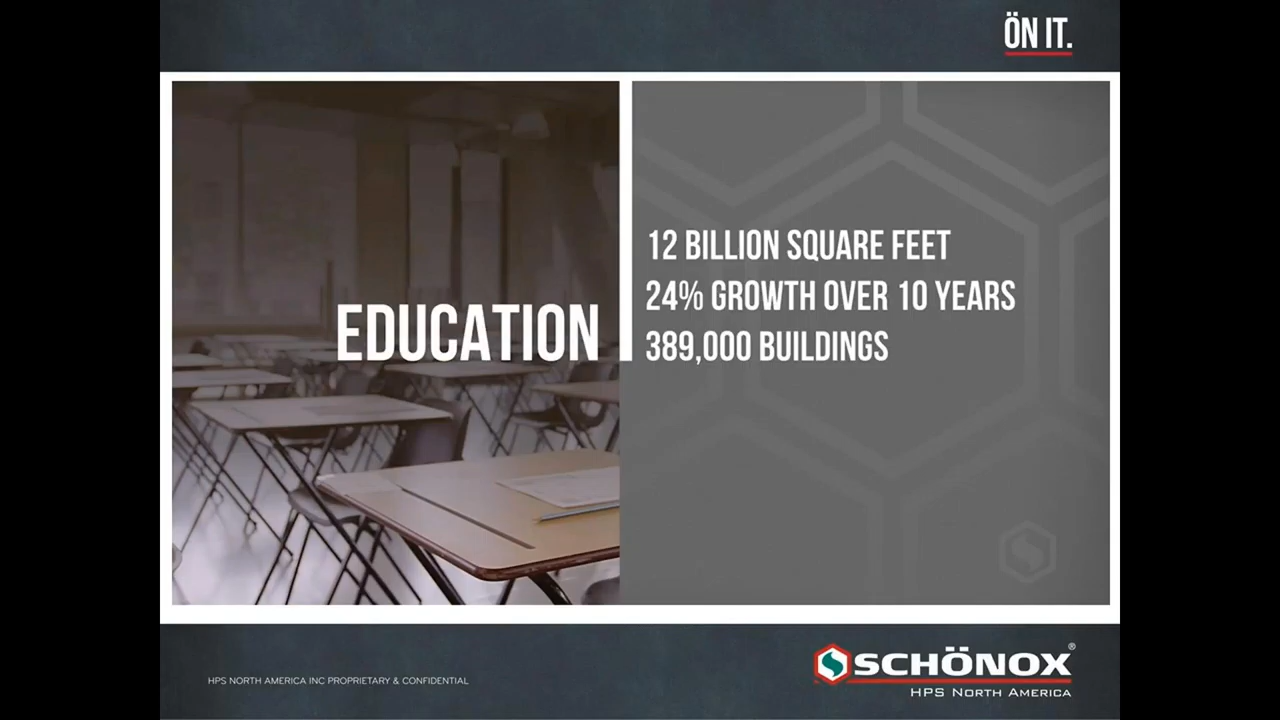 ÖN IT.
EDUCATION
12 BILLION SQUARE FEET
24% GROWTH OVER 10 YEARS
389,000 BUILDINGS
HPS NORTH AMERICA INC PROPRIETARY & CONFIDENTIAL
SCHÖNOX®
HPS NORTH AMERICA